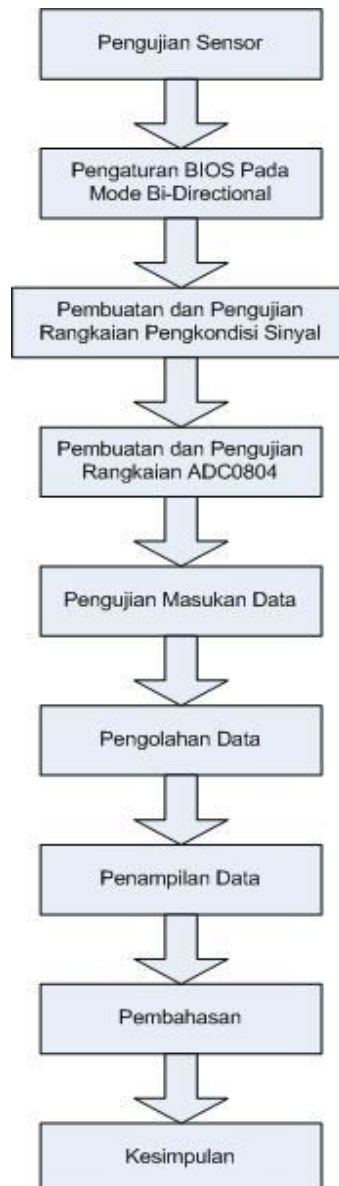 Pengujian Sensor
Pengaturan BIOS Pada
Mode Bi-Directional
Pembuatan dan Pengujian
Rangkaian Pengkondisi Sinyal
Pembuatan dan Pengujian
Rangkaian ADC0804
Pengujian Masukan Data
Pengolahan Data
Penampilan Data
Pembahasan
Kesimpulan